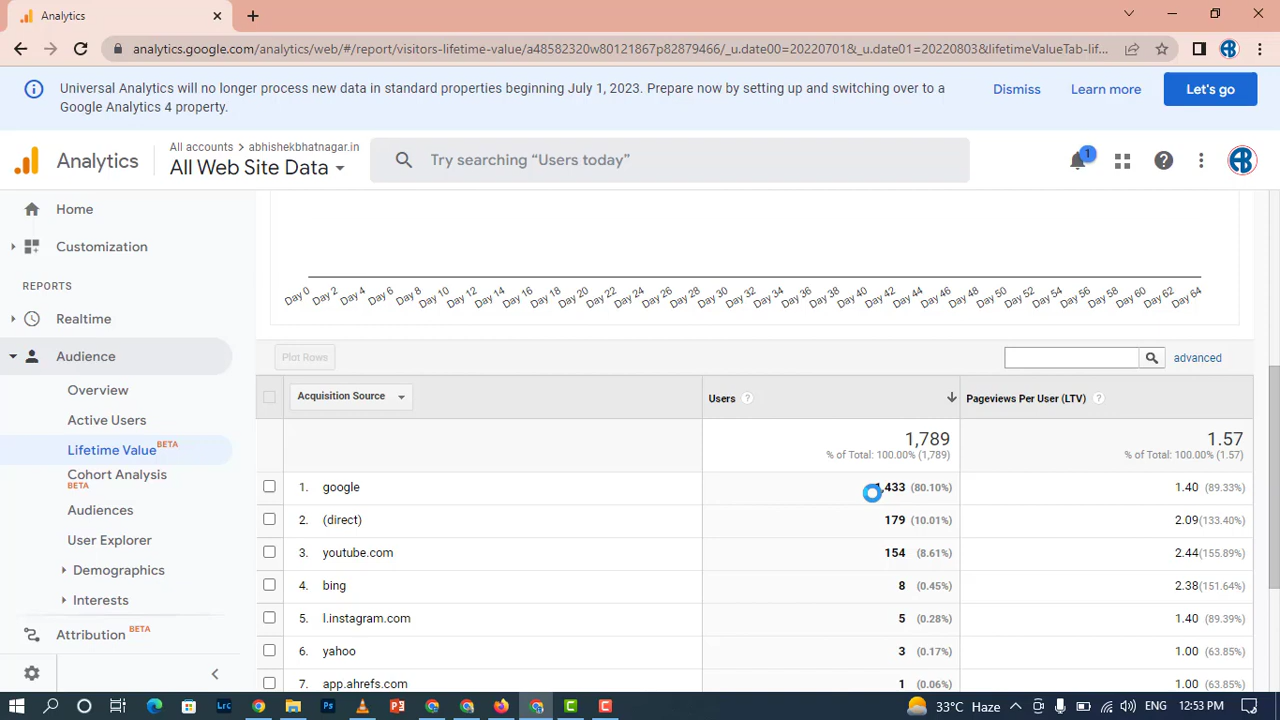 Analytics
analytics.google.com/analytics/web/#/report/visitors-lifetime-value/a48582320w80121867p82879466/_u.date00=20220701&_u.date01=20220803&lifetimeValueTab-lif...
Universal Analytics will no longer process new data in standard properties beginning July 1, 2023. Prepare now by setting up and switching over to a
Google Analytics 4 property.
Dismiss
Learn more
Let's go
Analytics
All accounts > abhishekbhatnagar.in
All Web Site Data
Try searching “Users today”
1
Home
Customization
REPORTS
Realtime
Audience
Overview
Active Users
Lifetime Value BETA
Cohort Analysis
BETA
Audiences
User Explorer
Demographics
Interests
Attribution BETA
Day 0 Day 2 Day 4 Day 6 Day 8 Day 10 Day 12 Day 14 Day 16 Day 18 Day 20 Day 22 Day 24 Day 26 Day 28 Day 30 Day 32 Day 34 Day 36 Day 38 Day 40 Day 42 Day 44 Day 46 Day 48 Day 50 Day 52 Day 54 Day 56 Day 58 Day 60 Day 62 Day 64
Plot Rows
advanced
Acquisition Source Users ? Pageviews Per User (LTV) ?
1,789 1.57
% of Total: 100.00% (1,789) % of Total: 100.00% (1.57)
1. google 1,433 (80.10%) 1.40 (89.33%)
2. (direct) 179 (10.01%) 2.09 (133.40%)
3. youtube.com 154 (8.61%) 2.44 (155.89%)
4. bing 8 (0.45%) 2.38 (151.64%)
5. l.instagram.com 5 (0.28%) 1.40 (89.39%)
6. yahoo 3 (0.17%) 1.00 (63.85%)
7. app.ahrefs.com 1 (0.06%) 1.00 (63.85%)
Lrc
Ps
33°C Haze
ENG
12:53 PM